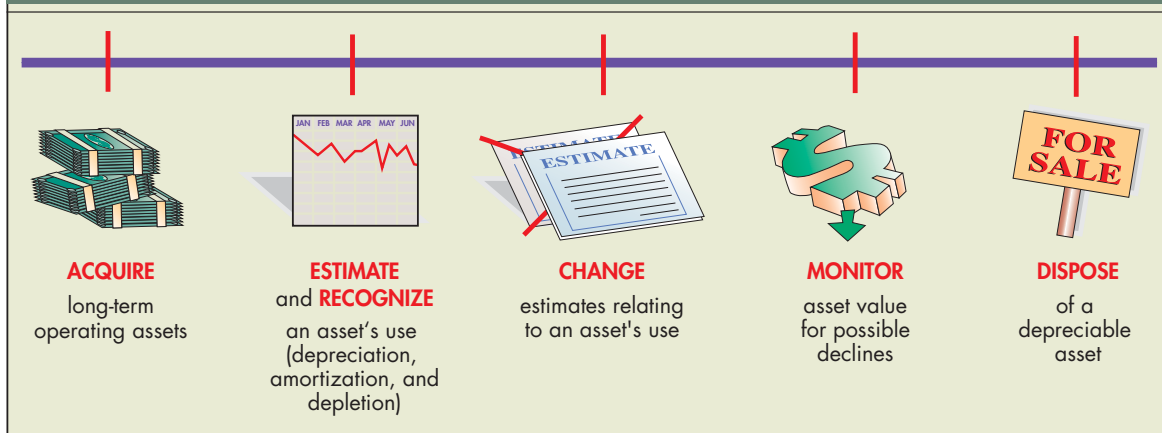 JAN FEB MAR APR MAY JUN
ESTIMATE
ESTIMATE
FOR
SALE
ACQUIRE
long-term
operating assets
ESTIMATE
and RECOGNIZE
an asset‘s use
(depreciation,
amortization, and
depletion)
CHANGE
estimates relating
to an asset's use
MONITOR
asset value
for possible
declines
DISPOSE
of a
depreciable
asset